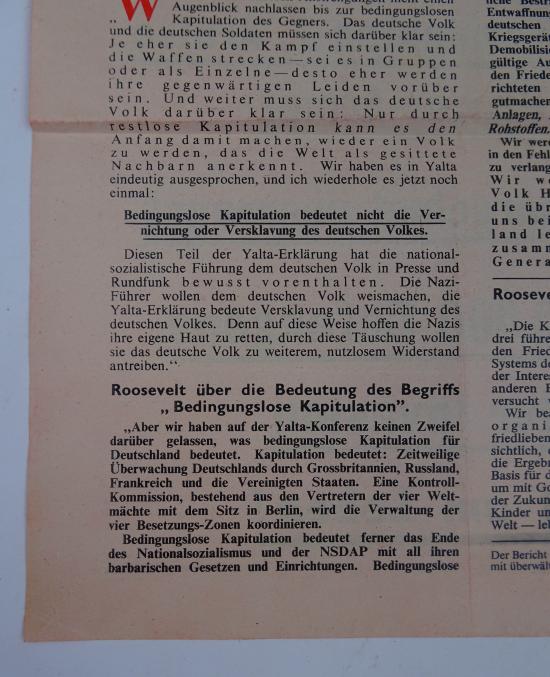 Augenblick nachlassen bis zur bedingungslosen
„W
Kapitulation des Gegners. Das deutsche Volk
und die deutschen Soldaten müssen sich darüber klar sein:
Je eher sie den Kampf einstellen und
die Waffen strecken—sei es in Gruppen
oder als Einzelne—desto eher werden
ihre gegenwärtigen Leiden vorüber
sein. Und weiter muss sich das deutsche
Volk darüber klar sein: Nur durch
restlose Kapitulation kann es den
Anfang damit machen, wieder ein Volk
zu werden, das die Welt als gesittete
Nachbarn anerkennt. Wir haben es in Yalta
eindeutig ausgesprochen, und ich wiederhole es jetzt noch
einmal:
Bedingungslose Kapitulation bedeutet nicht die Ver-
nichtung oder Versklavung des deutschen Volkes.
Diesen Teil der Yalta-Erklärung hat die national-
sozialistische Führung dem deutschen Volk in Presse und
Rundfunk bewusst vorenthalten. Die Nazi-
Führer wollen dem deutschen Volk weismachen, die
Yalta-Erklärung bedeute Versklavung und Vernichtung des
deutschen Volkes. Denn auf diese Weise hoffen die Nazis
ihre eigene Haut zu retten, durch diese Täuschung wollen
sie das deutsche Volk zu weiterem, nutzlosem Widerstand
antreiben.“
Roosevelt über die Bedeutung des Begriffs
„Bedingungslose Kapitulation”.
„Aber wir haben auf der Yalta-Konferenz keinen Zweifel
darüber gelassen, was bedingungslose Kapitulation für
Deutschland bedeutet. Kapitulation bedeutet: Zeitweilige
Überwachung Deutschlands durch Grossbritannien, Russland,
Frankreich und die Vereinigten Staaten. Eine Kontroll-
Kommission, bestehend aus den Vertretern der vier Welt-
mächte mit dem Sitz in Berlin, wird die Verwaltung der
vier Besetzungs-Zonen koordinieren.
Bedingungslose Kapitulation bedeutet ferner das Ende
des Nationalsozialismus und der NSDAP mit all ihren
barbarischen Gesetzen und Einrichtungen. Bedingungslose
Entwaffnun
deutschen
Kriegsgerät
Demobilisi
gültige Au
den Friede
richteten
gutmachen
Anlagen,
Rohstoffen.
Wir werd
in den Fehl
zu verlang
Wir we
Volk H
die übr
uns bei
land le
zusamm
Genera
Roosevel
„Die K
drei führe
den Fried
Systems de
der Interes
anderen E
versucht v
Wir bea
organi
friedlieben
sichtlich,
die Ergebn
Basis für d
um mit Go
der Zukun
Kinder un
Welt — lel
Der Bericht
mit überwäl